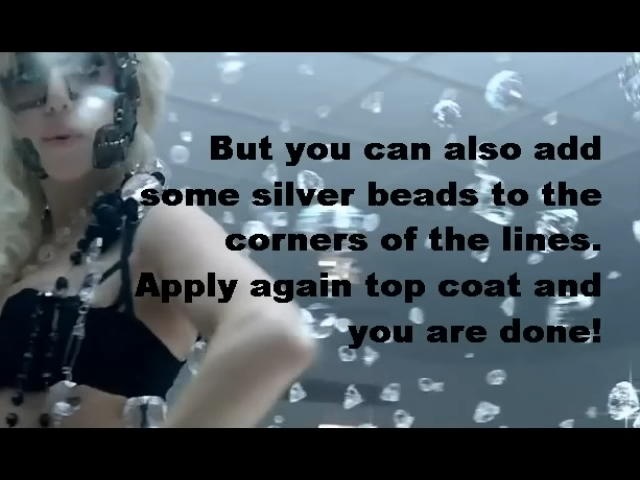 But you can also add
some silver beads to the
corners of the lines.
Apply again top coat and
you are done!